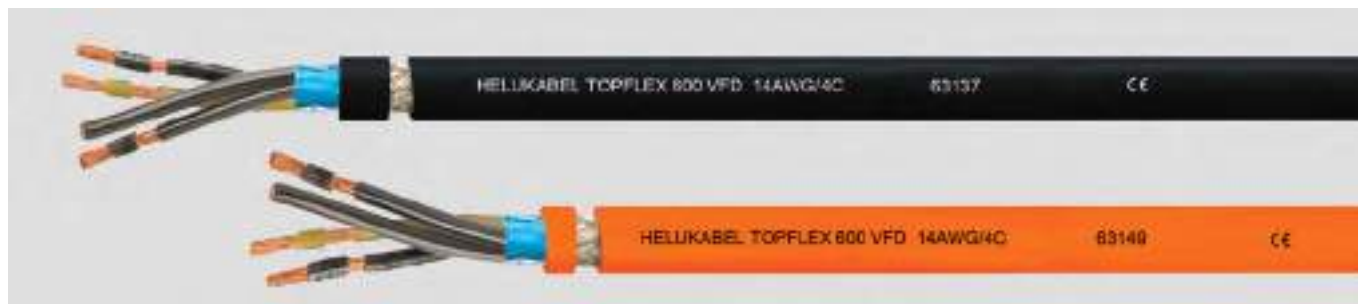 HELUKABEL TOPFLEX 600 VFD 14AWG/4C 63137 CE
HELUKABEL TOPFLEX 600 VFD 14AWG/4C 63149 CE